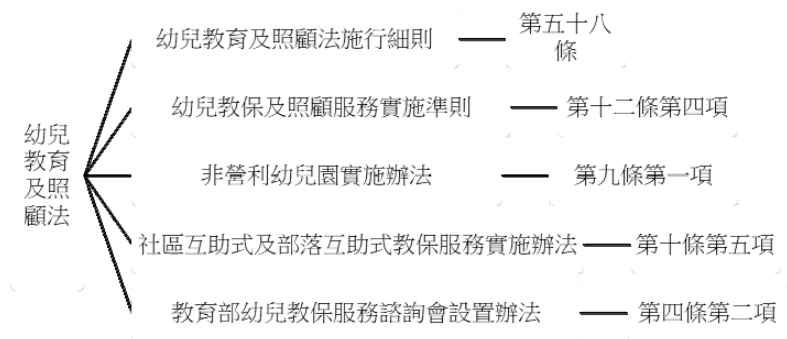 幼兒
教育
及照
顧法
幼兒教育及照顧法施行細則
第五十八
條
幼兒教保及照顧服務實施準則
第十二條第四項
非營利幼兒園實施辦法
第九條第一項
社區互助式及部落互助式教保服務實施辦法
第十條第五項
教育部幼兒教保服務諮詢會設置辦法
第四條第二項